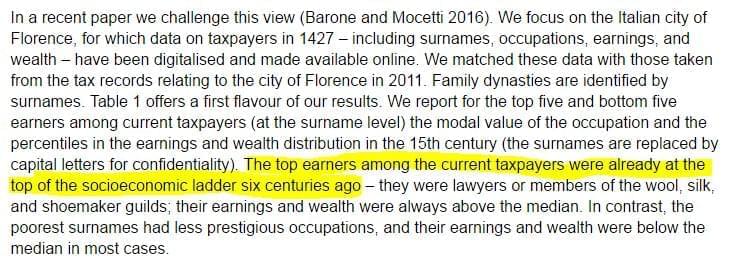 In a recent paper we challenge this view (Barone and Mocetti 2016). We focus on the Italian city of
Florence, for which data on taxpayers in 1427 – including surnames, occupations, earnings, and
wealth – have been digitalised and made available online. We matched these data with those taken
from the tax records relating to the city of Florence in 2011. Family dynasties are identified by
surnames. Table 1 offers a first flavour of our results. We report for the top five and bottom five
earners among current taxpayers (at the surname level) the modal value of the occupation and the
percentiles in the earnings and wealth distribution in the 15th century (the surnames are replaced by
capital letters for confidentiality). The top earners among the current taxpayers were already at the
top of the socioeconomic ladder six centuries ago – they were lawyers or members of the wool, silk,
and shoemaker guilds; their earnings and wealth were always above the median. In contrast, the
poorest surnames had less prestigious occupations, and their earnings and wealth were below the
median in most cases.